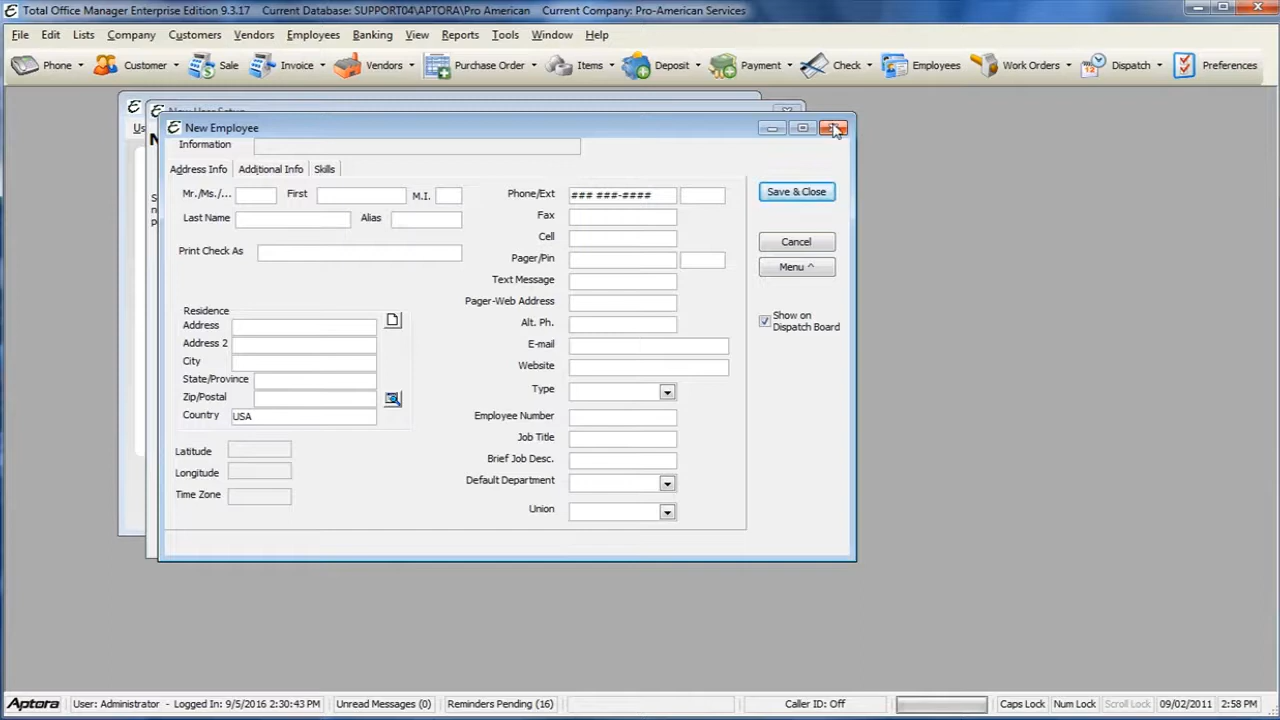 Total Office Manager Enterprise Edition 9.3.17 Current Database: SUPPORT04\APTORA\Pro American Current Company: Pro-American Services
File Edit Lists Company Customers Vendors Employees Banking View Reports Tools Window Help
Phone Customer Sale Invoice Vendors Purchase Order Items Deposit Payment Check Employees Work Orders Dispatch Preferences
New User Setup
New Employee
Information
Address Info Additional Info Skills
Mr./Ms./... First M.I. Phone/Ext ### ###-#### Save & Close
Last Name Alias Fax
Cell Cancel
Print Check As Pager/Pin
Menu ^
Text Message
Pager-Web Address
Residence
Address Alt. Ph. Show on
Dispatch Board
Address 2 E-mail
City Website
State/Province Type
Zip/Postal
Country USA Employee Number
Job Title
Latitude Brief Job Desc.
Longitude Default Department
Time Zone Union
Aptora User: Administrator - Logged In: 9/5/2016 2:30:43 PM Unread Messages (0) Reminders Pending (16) Caller ID: Off Caps Lock Num Lock Scroll Lock 09/02/2011 2:58 PM